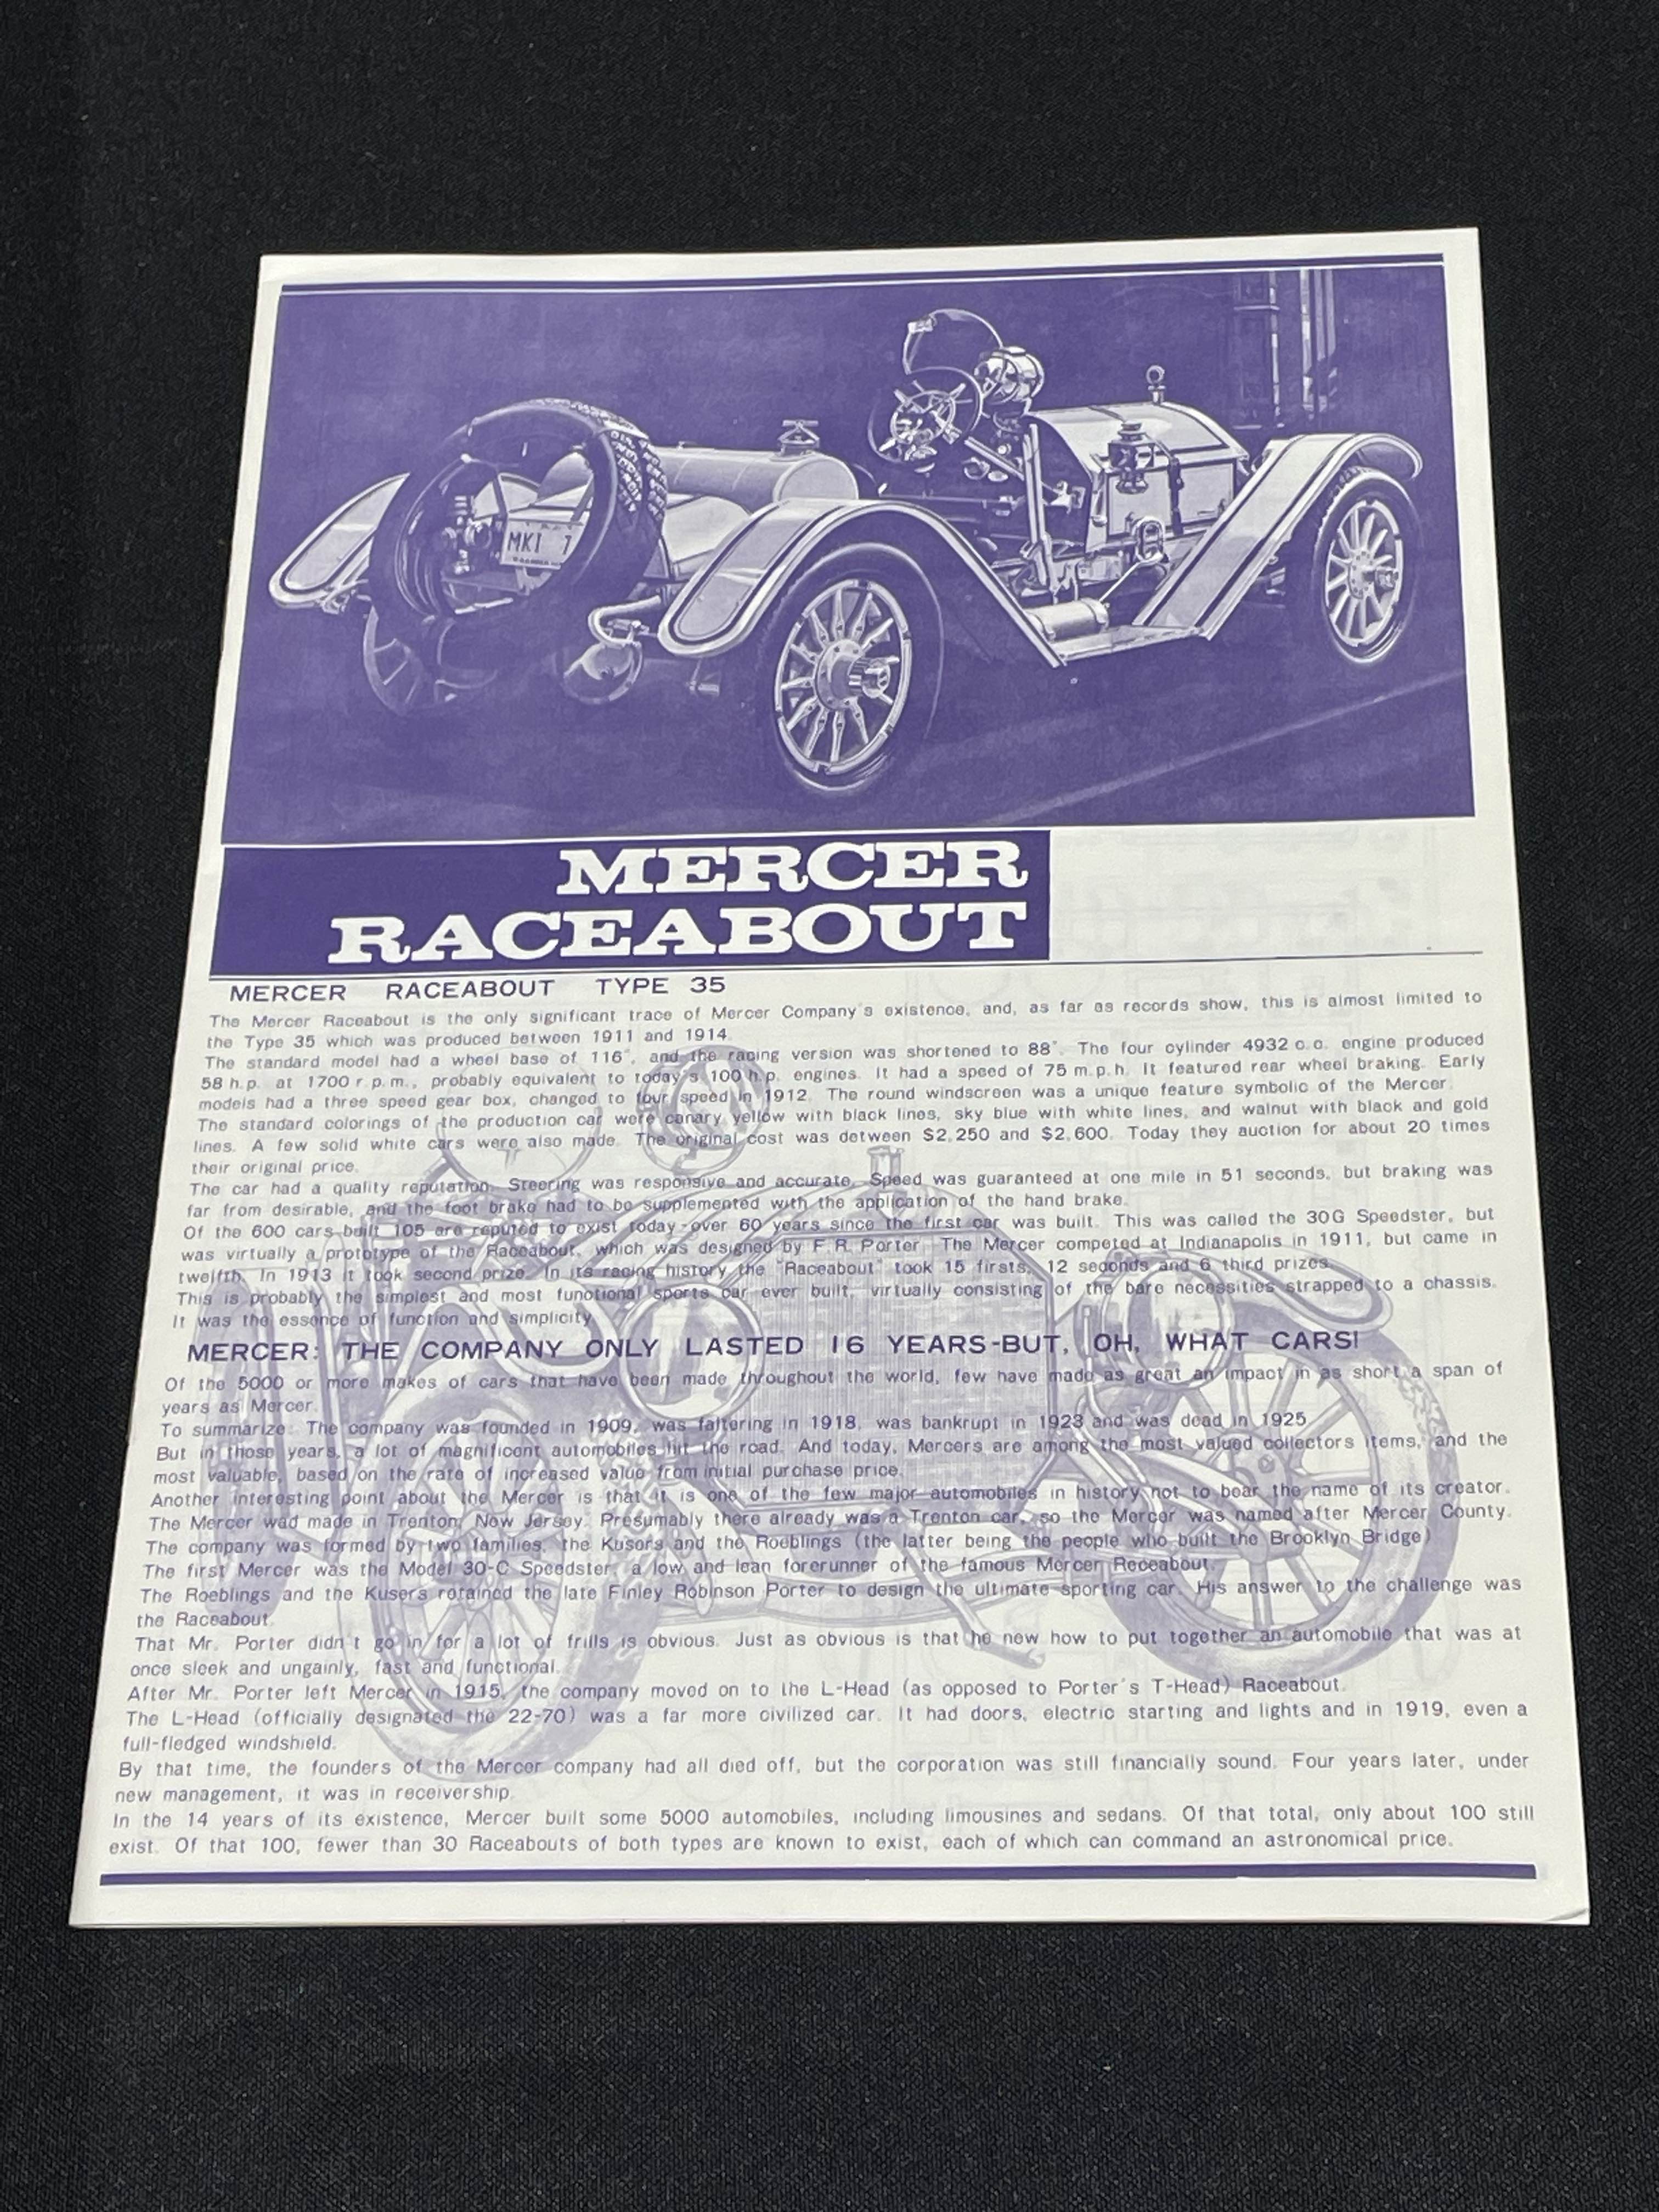 MKI 7
MERCER
RACEABOUT
MERCER RACEABOUT TYPE 35
The Mercer Raceabout is the only significant trace of Mercer Company's existence, and, as far as records show, this is almost limited to
the Type 35 which was produced between 1911 and 1914.
The standard model had a wheel base of 116", and the racing version was shortened to 88". The four cylinder 4932 c.c. engine produced
58 h.p. at 1700 r.p.m., probably equivalent to today's 100 h.p. engines. It had a speed of 75 m.p.h. It featured rear wheel braking. Early
models had a three speed gear box, changed to four speed in 1912. The round windscreen was a unique feature symbolic of the Mercer.
The standard colorings of the production car were canary yellow with black lines, sky blue with white lines, and walnut with black and gold
lines. A few solid white cars were also made. The original cost was detween $2,250 and $2,600. Today they auction for about 20 times
their original price.
The car had a quality reputation. Steering was responsive and accurate. Speed was guaranteed at one mile in 51 seconds, but braking was
far from desirable, and the foot brake had to be supplemented with the application of the hand brake.
Of the 600 cars built 105 are reputed to exist today-over 60 years since the first car was built. This was called the 30G Speedster, but
was virtually a prototype of the Raceabout, which was designed by F.R. Porter. The Mercer competed at Indianapolis in 1911, but came in
twelfth. In 1913 it took second prize. In its racing history the "Raceabout" took 15 firsts, 12 seconds and 6 third prizes.
This is probably the simplest and most functional sports car ever built, virtually consisting of the bare necessities strapped to a chassis.
It was the essence of function and simplicity.
MERCER: THE COMPANY ONLY LASTED 16 YEARS-BUT, OH, WHAT CARS!
Of the 5000 or more makes of cars that have been made throughout the world, few have made as great an impact in as short a span of
years as Mercer.
To summarize: The company was founded in 1909, was faltering in 1918, was bankrupt in 1923 and was dead in 1925.
But in those years, a lot of magnificent automobiles hit the road. And today, Mercers are among the most valued collectors items, and the
most valuable, based on the rate of increased value from initial purchase price.
Another interesting point about the Mercer is that it is one of the few major automobiles in history not to bear the name of its creator.
The Mercer wad made in Trenton, New Jersey. Presumably there already was a Trenton car, so the Mercer was named after Mercer County.
The company was formed by two families, the Kusers and the Roeblings (the latter being the people who built the Brooklyn Bridge)
The first Mercer was the Model 30-C Speedster, a low and lean forerunner of the famous Mercer Receabout.
The Roeblings and the Kusers retained the late Finley Robinson Porter to design the ultimate sporting car. His answer to the challenge was
the Raceabout.
That Mr. Porter didn't go in for a lot of frills is obvious. Just as obvious is that he new how to put together an automobile that was at
once sleek and ungainly, fast and functional.
After Mr. Porter left Mercer in 1915, the company moved on to the L-Head (as opposed to Porter's T-Head) Raceabout.
The L-Head (officially designated the 22-70) was a far more civilized car. It had doors, electric starting and lights and in 1919, even a
full-fledged windshield.
By that time, the founders of the Mercer company had all died off, but the corporation was still financially sound. Four years later, under
new management, it was in receivership.
In the 14 years of its existence, Mercer built some 5000 automobiles, including limousines and sedans. Of that total, only about 100 still
exist. Of that 100, fewer than 30 Raceabouts of both types are known to exist, each of which can command an astronomical price.